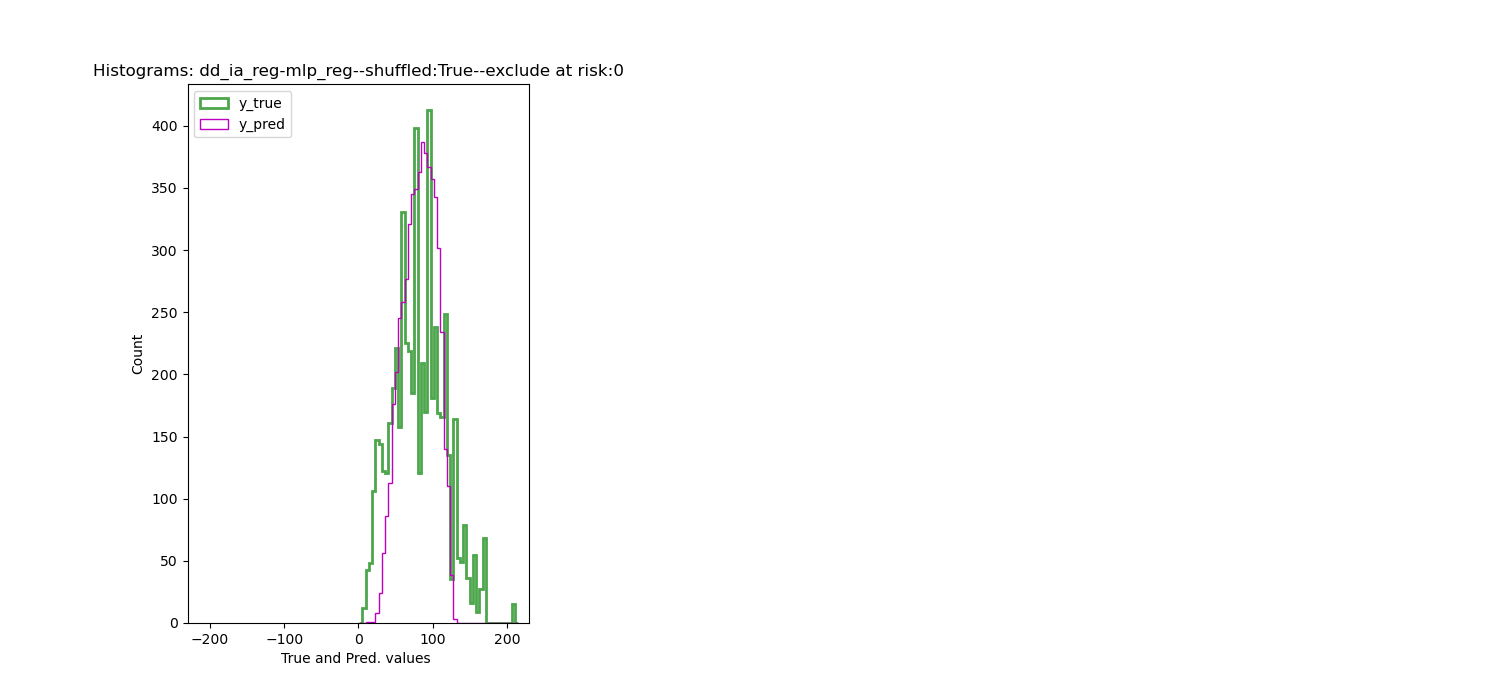 Histograms: dd_ia_reg-mlp_reg--shuffled:True--exclude at risk:0
y_true
y_pred
400
350
300
250
200
150
100
50
0
Count
−200
−100
0
100
200
True and Pred. values